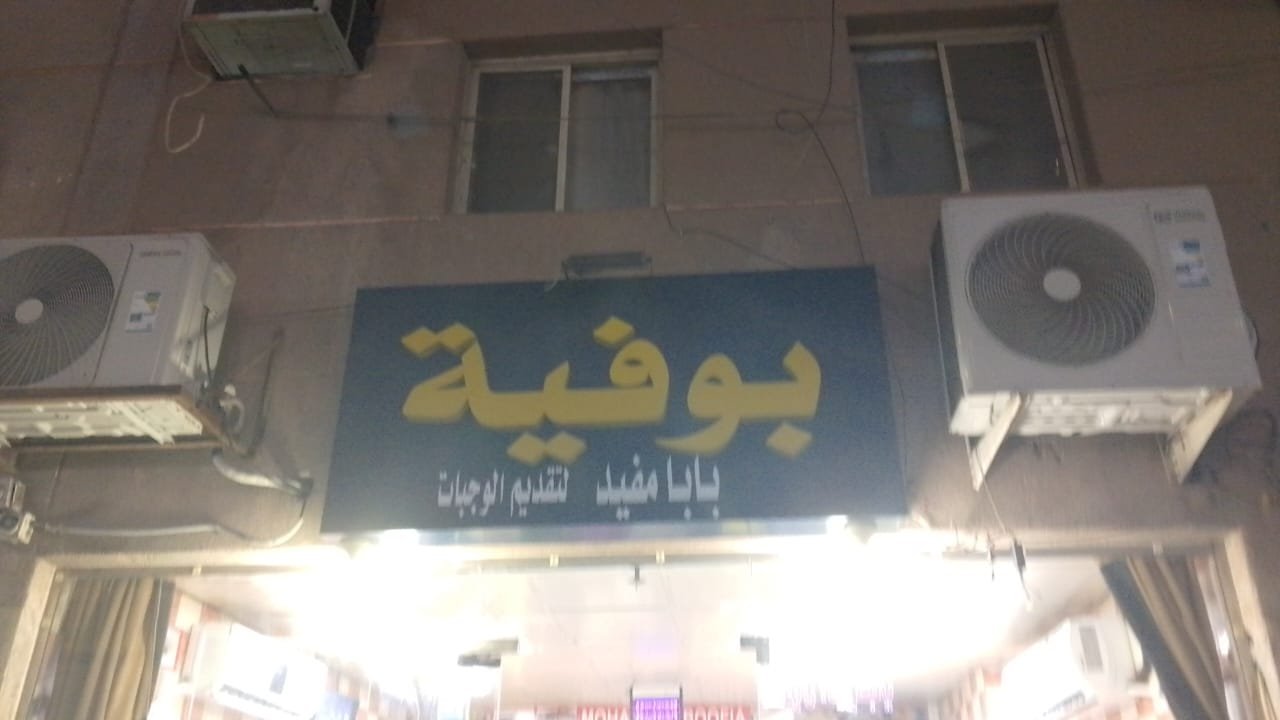 بوفية
بابا مفيد لتقديم الوجبات